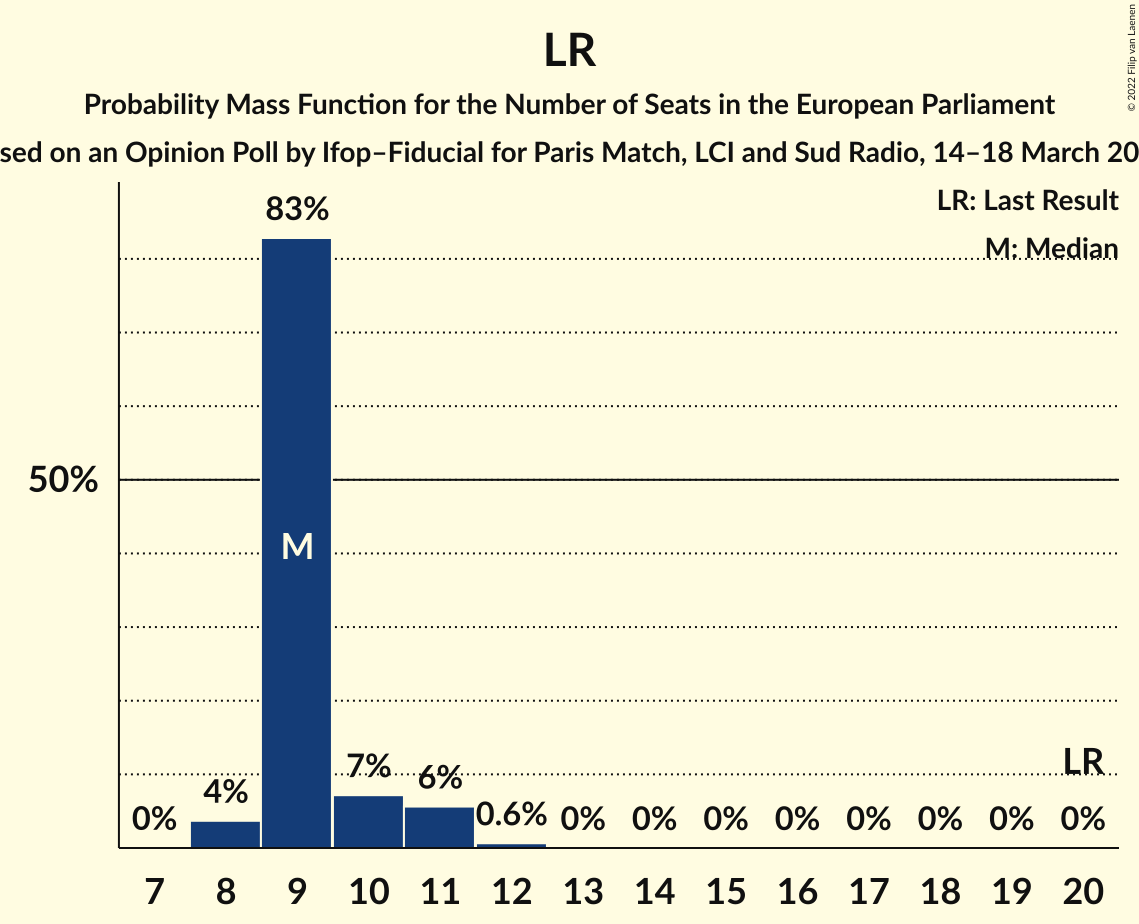 LR
Probability Mass Function for the Number of Seats in the European Parliament
sed on an Opinion Poll by Ifop–Fiducial for Paris Match, LCI and Sud Radio, 14–18 March 20
© 2022 Filip van Laenen
LR: Last Result
M: Median
83%
50%
M
LR
7%
6%
4%
0%
0.6%
0%
0%
0%
0%
0%
0%
0%
0%
7 8 9 10 11 12 13 14 15 16 17 18 19 20